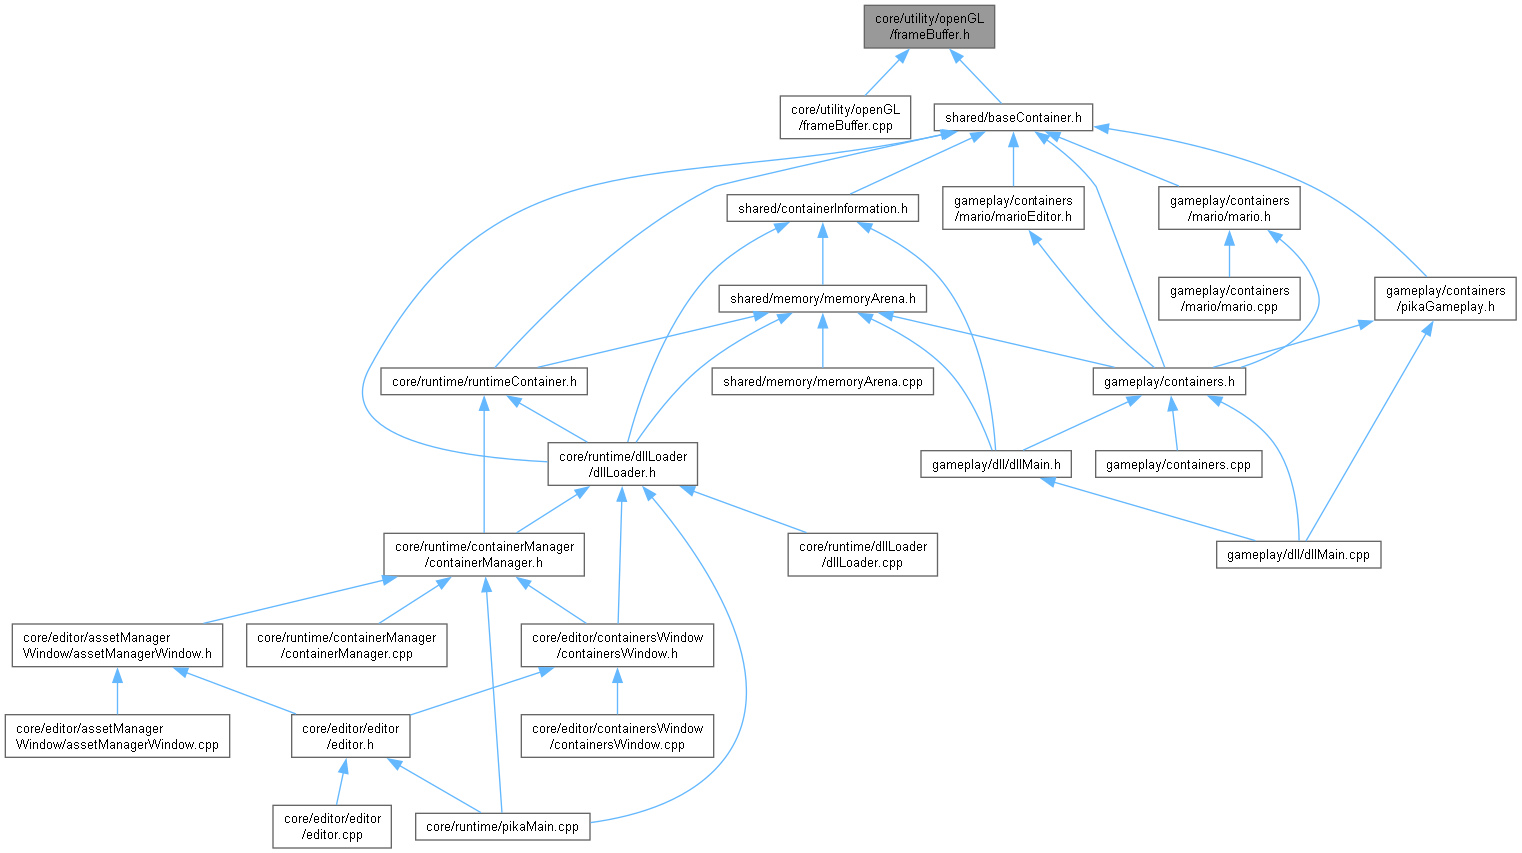 core/utility/openGL
/frameBuffer.h
core/utility/openGL
/frameBuffer.cpp
shared/baseContainer.h
shared/containerInformation.h
gameplay/containers
/mario/marioEditor.h
gameplay/containers
/mario/mario.h
shared/memory/memoryArena.h
gameplay/containers
/mario/mario.cpp
gameplay/containers
/pikaGameplay.h
core/runtime/runtimeContainer.h
shared/memory/memoryArena.cpp
gameplay/containers.h
core/runtime/dllLoader
/dllLoader.h
gameplay/dll/dllMain.h
gameplay/containers.cpp
core/runtime/containerManager
/containerManager.h
core/runtime/dllLoader
/dllLoader.cpp
gameplay/dll/dllMain.cpp
core/editor/assetManager
Window/assetManagerWindow.h
core/runtime/containerManager
/containerManager.cpp
core/editor/containersWindow
/containersWindow.h
core/editor/assetManager
Window/assetManagerWindow.cpp
core/editor/editor
/editor.h
core/editor/containersWindow
/containersWindow.cpp
core/editor/editor
/editor.cpp
core/runtime/pikaMain.cpp